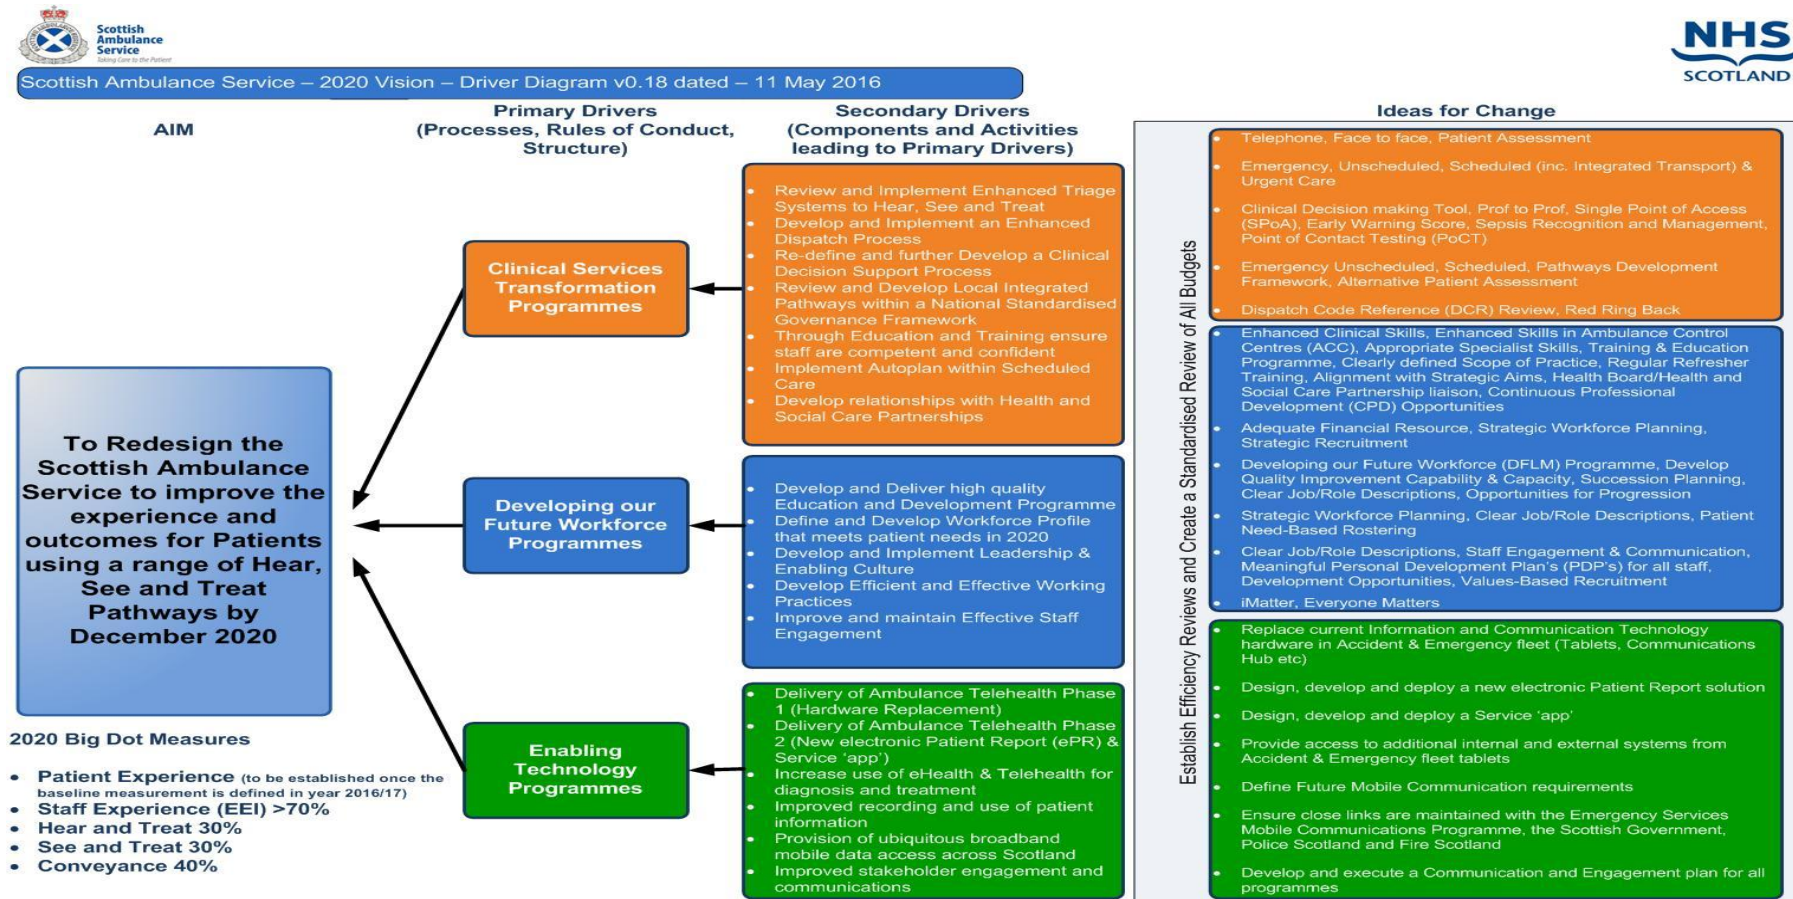 Scottish
Ambulance
Service
Taking Care to the Patient
NHS
SCOTLAND
Scottish Ambulance Service – 2020 Vision – Driver Diagram v0.18 dated – 11 May 2016
AIM
To Redesign the
Scottish Ambulance
Service to improve the
experience and
outcomes for Patients
using a range of Hear,
See and Treat
Pathways by
December 2020
2020 Big Dot Measures
• Patient Experience (to be established once the
baseline measurement is defined in year 2016/17)
• Staff Experience (EEI) >70%
• Hear and Treat 30%
• See and Treat 30%
• Conveyance 40%
Primary Drivers
(Processes, Rules of Conduct,
Structure)
Clinical Services
Transformation
Programmes
Developing our
Future Workforce
Programmes
Enabling
Technology
Programmes
Secondary Drivers
(Components and Activities
leading to Primary Drivers)
• Review and Implement Enhanced Triage
Systems to Hear, See and Treat
• Develop and Implement an Enhanced
Dispatch Process
• Re-define and further Develop a Clinical
Decision Support Process
• Review and Develop Local Integrated
Pathways within a National Standardised
Governance Framework
• Through Education and Training ensure
staff are competent and confident
• Implement Autoplan within Scheduled
Care
• Develop relationships with Health and
Social Care Partnerships
• Develop and Deliver high quality
Education and Development Programme
• Define and Develop Workforce Profile
that meets patient needs in 2020
• Develop and Implement Leadership &
Enabling Culture
• Develop Efficient and Effective Working
Practices
• Improve and maintain Effective Staff
Engagement
• Delivery of Ambulance Telehealth Phase
1 (Hardware Replacement)
• Delivery of Ambulance Telehealth Phase
2 (New electronic Patient Report (ePR) &
Service ‘app’)
• Increase use of eHealth & Telehealth for
diagnosis and treatment
• Improved recording and use of patient
information
• Provision of ubiquitous broadband
mobile data access across Scotland
• Improved stakeholder engagement and
communications
Ideas for Change
Establish Efficiency Reviews and Create a Standardised Review of All Budgets
• Telephone, Face to face, Patient Assessment
• Emergency, Unscheduled, Scheduled (inc. Integrated Transport) &
Urgent Care
• Clinical Decision making Tool, Prof to Prof, Single Point of Access
(SPoA), Early Warning Score, Sepsis Recognition and Management,
Point of Contact Testing (PoCT)
• Emergency Unscheduled, Scheduled, Pathways Development
Framework, Alternative Patient Assessment
• Dispatch Code Reference (DCR) Review, Red Ring Back
• Enhanced Clinical Skills, Enhanced Skills in Ambulance Control
Centres (ACC), Appropriate Specialist Skills, Training & Education
Programme, Clearly defined Scope of Practice, Regular Refresher
Training, Alignment with Strategic Aims, Health Board/Health and
Social Care Partnership liaison, Continuous Professional
Development (CPD) Opportunities
• Adequate Financial Resource, Strategic Workforce Planning,
Strategic Recruitment
• Developing our Future Workforce (DFLM) Programme, Develop
Quality Improvement Capability & Capacity, Succession Planning,
Clear Job/Role Descriptions, Opportunities for Progression
• Strategic Workforce Planning, Clear Job/Role Descriptions, Patient
Need-Based Rostering
• Clear Job/Role Descriptions, Staff Engagement & Communication,
Meaningful Personal Development Plan’s (PDP’s) for all staff,
Development Opportunities, Values-Based Recruitment
• iMatter, Everyone Matters
• Replace current Information and Communication Technology
hardware in Accident & Emergency fleet (Tablets, Communications
Hub etc)
• Design, develop and deploy a new electronic Patient Report solution
• Design, develop and deploy a Service ‘app’
• Provide access to additional internal and external systems from
Accident & Emergency fleet tablets
• Define Future Mobile Communication requirements
• Ensure close links are maintained with the Emergency Services
Mobile Communications Programme, the Scottish Government,
Police Scotland and Fire Scotland
• Develop and execute a Communication and Engagement plan for all
programmes